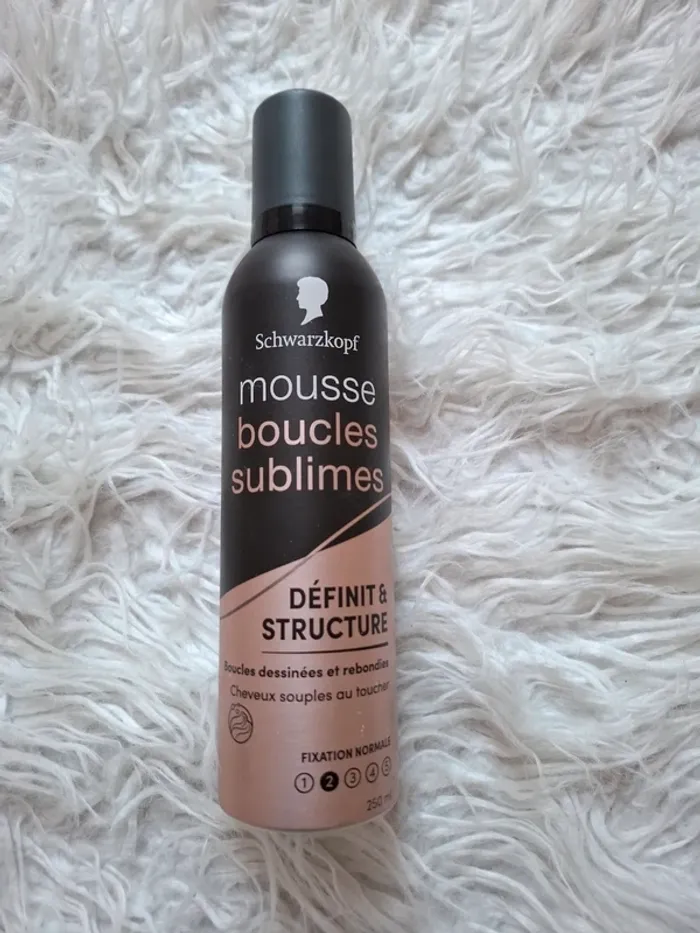 Schwarzkopf
mousse
boucles
sublimes
DÉFINIT &
STRUCTURE
Boucles dessinées et rebondies
Cheveux souples au toucher
FIXATION NORMALE
1 2 3 4 5
250 ml